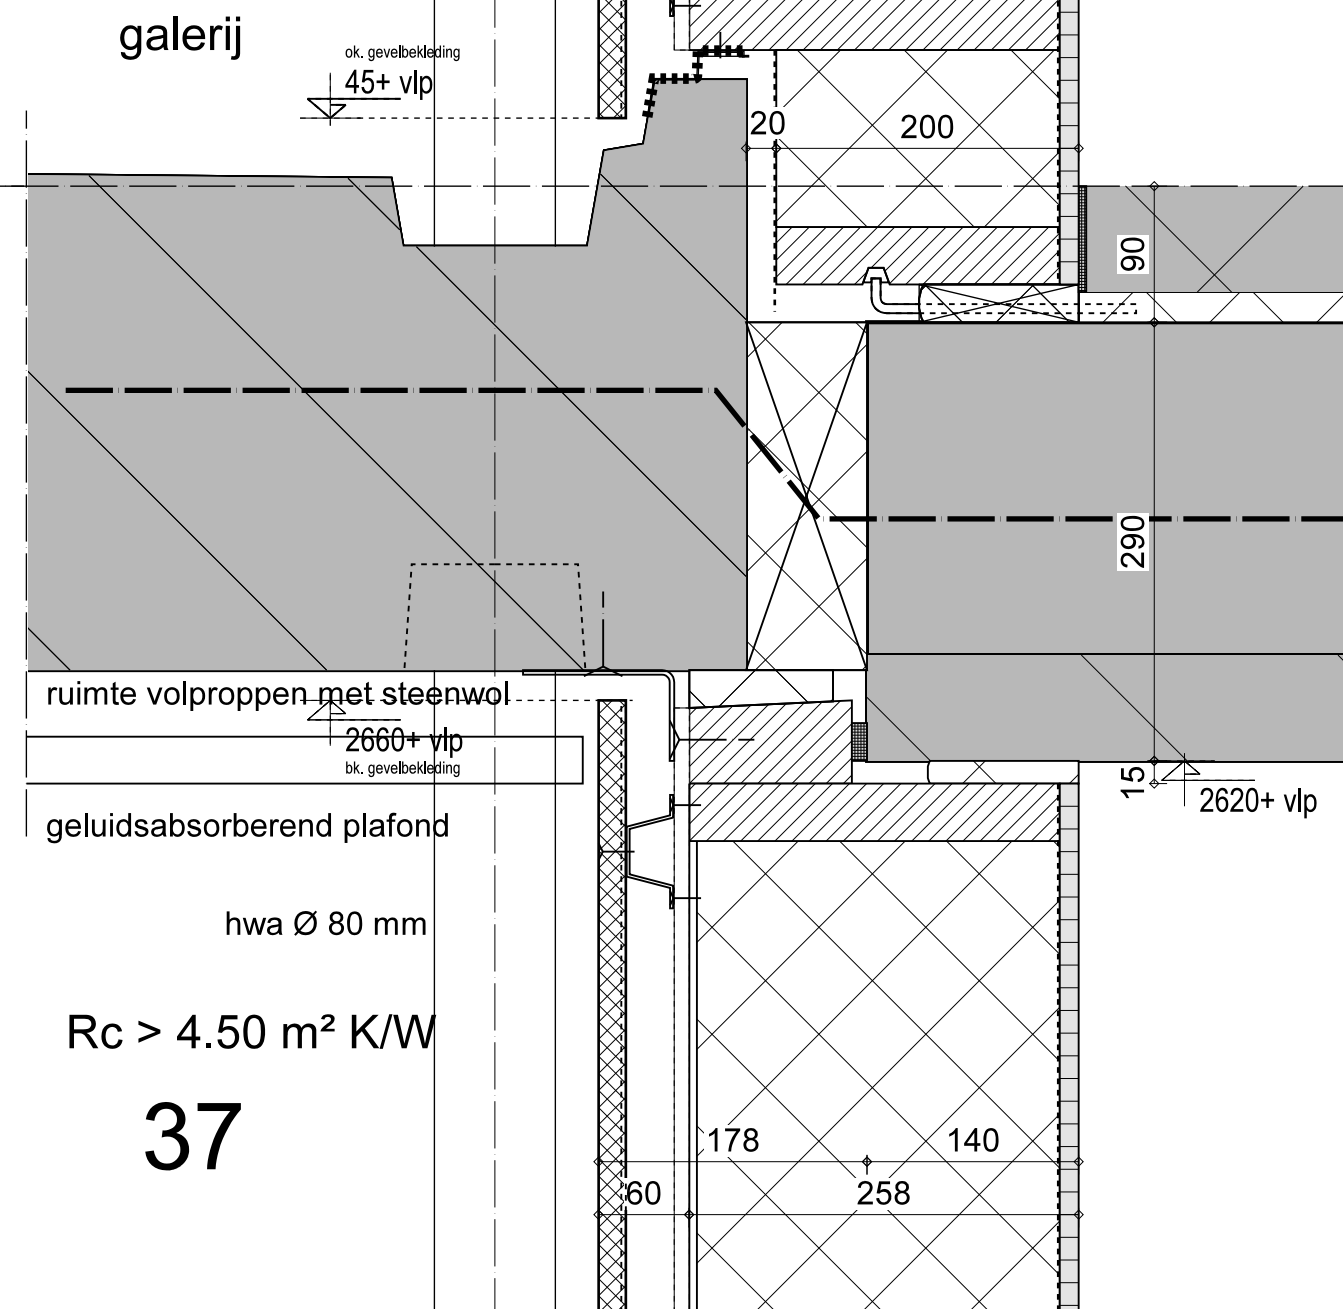 galerij
ok. gevelbekleding
45+ vlp
20
200
90
290
ruimte volproppen met steenwol
2660+ vlp
bk. gevelbekleding
15
2620+ vlp
geluidsabsorberend plafond
hwa Ø 80 mm
Rc > 4.50 m² K/W
37
178
140
60
258